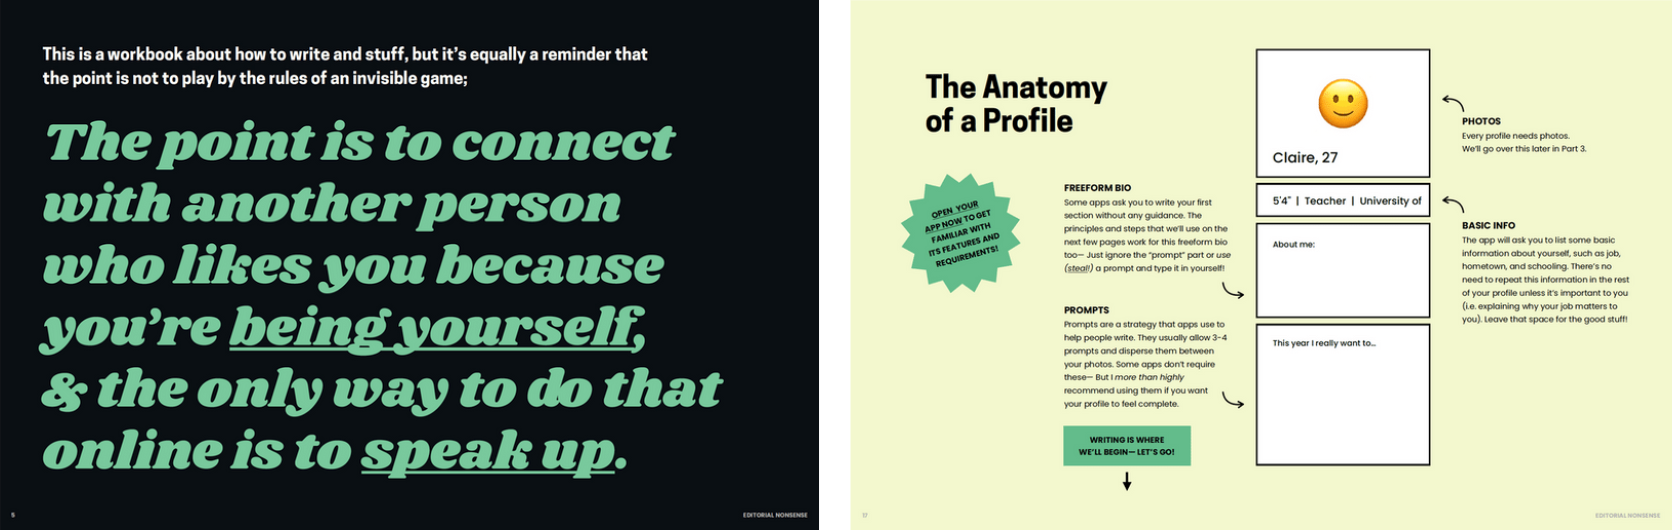 This is a workbook about how to write and stuff, but it's equally a reminder that
the point is not to play by the rules of an invisible game;
The point is to connect
with another person
who likes you because
you're being yourself,
& the only way to do that
online is to speak up.
5
EDITORIAL NONSENSE
The Anatomy
of a Profile
OPEN YOUR
APP NOW TO GET
FAMILIAR WITH
ITS FEATURES AND
REQUIREMENTS!
FREEFORM BIO
Some apps ask you to write your first
section without any guidance. The
principles and steps that we'll use on the
next few pages work for this freeform bio
too— Just ignore the "prompt" part or use
(steal!) a prompt and type it in yourself!
PROMPTS
Prompts are a strategy that apps use to
help people write. They usually allow 3-4
prompts and disperse them between
your photos. Some apps don't require
these— But I more than highly
recommend using them if you want
your profile to feel complete.
WRITING IS WHERE
WE'LL BEGIN— LET'S GO!
Claire, 27
5'4" | Teacher | University of
About me:
This year I really want to...
PHOTOS
Every profile needs photos.
We'll go over this later in Part 3.
BASIC INFO
The app will ask you to list some basic
information about yourself, such as job,
hometown, and schooling. There's no
need to repeat this information in the rest
of your profile unless it's important to you
(i.e. explaining why your job matters to
you). Leave that space for the good stuff!
17
EDITORIAL NONSENSE